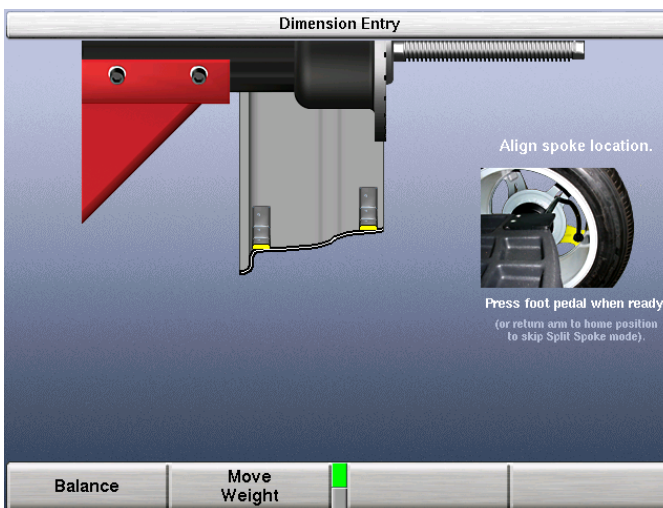 Dimension Entry
Align spoke location.
Press foot pedal when ready
(or return arm to home position
to skip Split Spoke mode).
Balance
Move
Weight